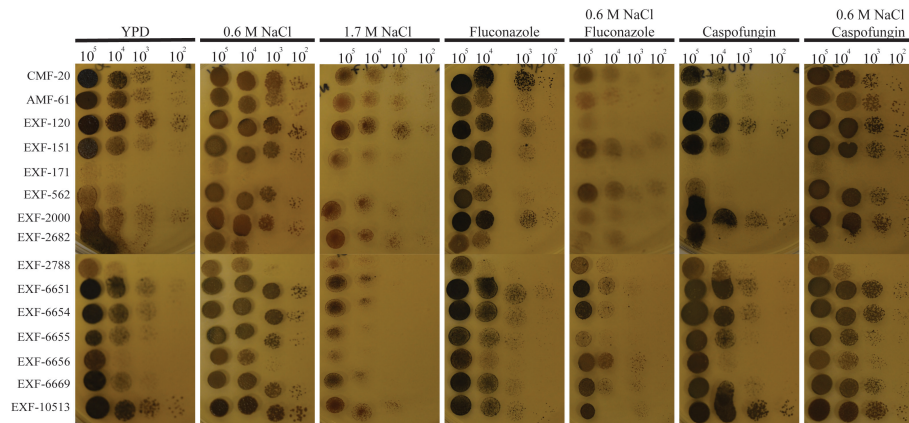 YPD 0.6 M NaCl 1.7 M NaCl Fluconazole 0.6 M NaCl Fluconazole Caspofungin 0.6 M NaCl Caspofungin
10⁵ 10⁴ 10³ 10² 10⁵ 10⁴ 10³ 10² 10⁵ 10⁴ 10³ 10² 10⁵ 10⁴ 10³ 10² 10⁵ 10⁴ 10³ 10² 10⁵ 10⁴ 10³ 10² 10⁵ 10⁴ 10³ 10²
CMF-20
AMF-61
EXF-120
EXF-151
EXF-171
EXF-562
EXF-2000
EXF-2682
EXF-2788
EXF-6651
EXF-6654
EXF-6655
EXF-6656
EXF-6669
EXF-10513